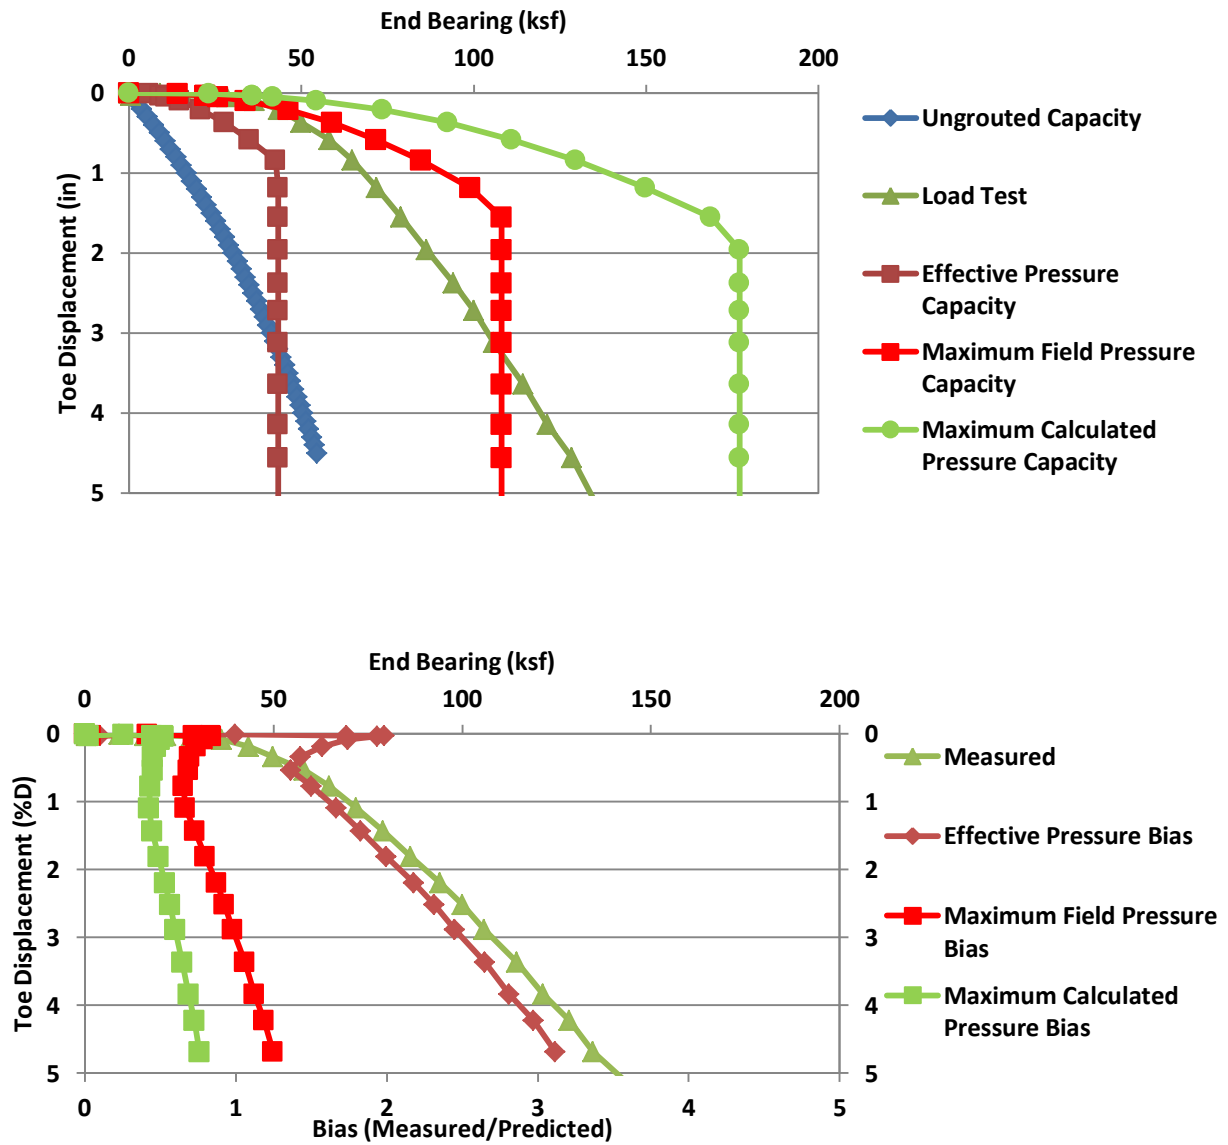 End Bearing (ksf)
0 50 100 150 200
0
1
2
3
4
5
Toe Displacement (in)
Ungrouted Capacity
Load Test
Effective Pressure
Capacity
Maximum Field Pressure
Capacity
Maximum Calculated
Pressure Capacity
End Bearing (ksf)
0 50 100 150 200
0
1
2
3
4
5
Toe Displacement (%D)
0
1
2
3
4
5
Measured
Effective Pressure Bias
Maximum Field Pressure
Bias
Maximum Calculated
Pressure Bias
0 1 2 3 4 5
Bias (Measured/Predicted)